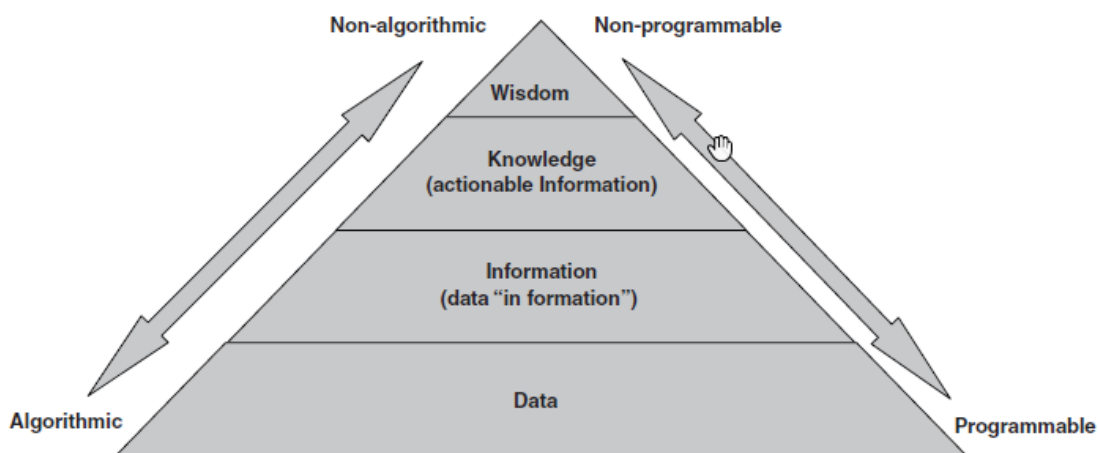 Non-algorithmic
Non-programmable
Wisdom
Knowledge
(actionable Information)
Information
(data “in formation”)
Data
Algorithmic
Programmable